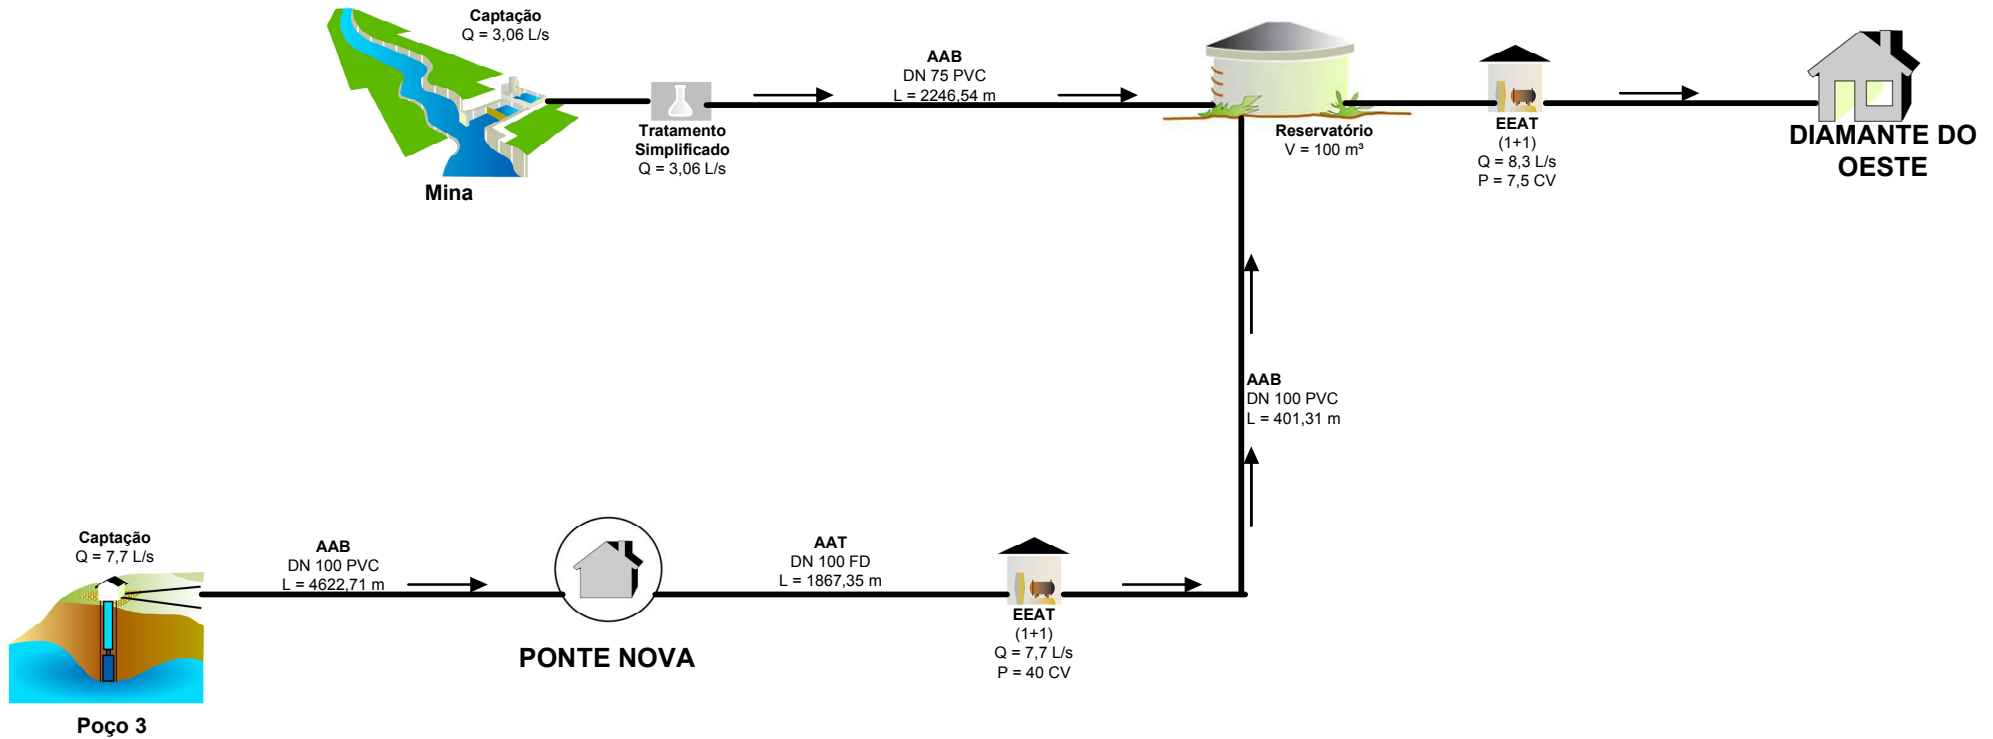 Captação
Q = 3,06 L/s
Mina
Tratamento
Simplificado
Q = 3,06 L/s
AAB
DN 75 PVC
L = 2246,54 m
Reservatório
V = 100 m³
EEAT
(1+1)
Q = 8,3 L/s
P = 7,5 CV
DIAMANTE DO
OESTE
AAB
DN 100 PVC
L = 401,31 m
Captação
Q = 7,7 L/s
Poço 3
AAB
DN 100 PVC
L = 4622,71 m
PONTE NOVA
AAT
DN 100 FD
L = 1867,35 m
EEAT
(1+1)
Q = 7,7 L/s
P = 40 CV